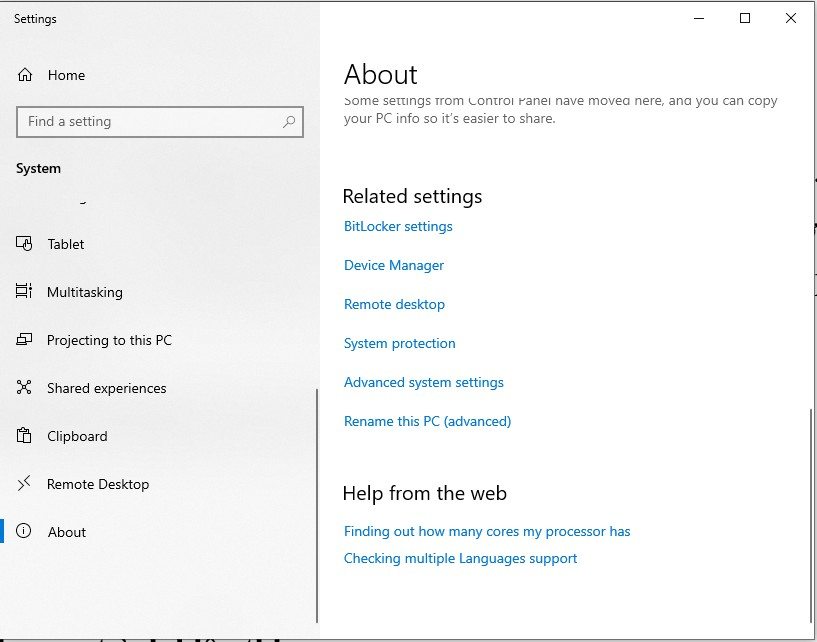 Settings
Home
Find a setting
System
Tablet
Multitasking
Projecting to this PC
Shared experiences
Clipboard
Remote Desktop
About
About
Some settings from Control Panel have moved here, and you can copy
your PC info so it's easier to share.
Related settings
BitLocker settings
Device Manager
Remote desktop
System protection
Advanced system settings
Rename this PC (advanced)
Help from the web
Finding out how many cores my processor has
Checking multiple Languages support